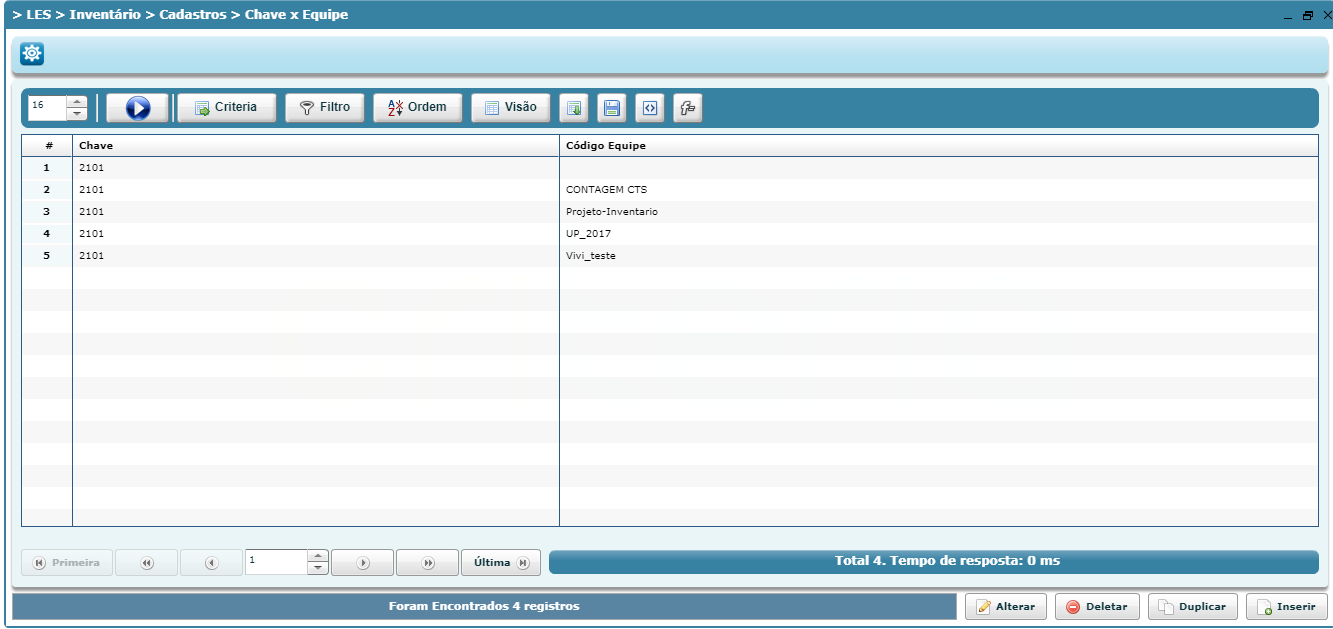 > LES > Inventário > Cadastros > Chave x Equipe
16 Criteria Filtro Ordem Visão
# Chave Código Equipe
1 2101
2 2101 CONTAGEM CTS
3 2101 Projeto-Inventario
4 2101 UP_2017
5 2101 Vivi_teste
Primeira 1 Última Total 4. Tempo de resposta: 0 ms
Foram Encontrados 4 registros Alterar Deletar Duplicar Inserir